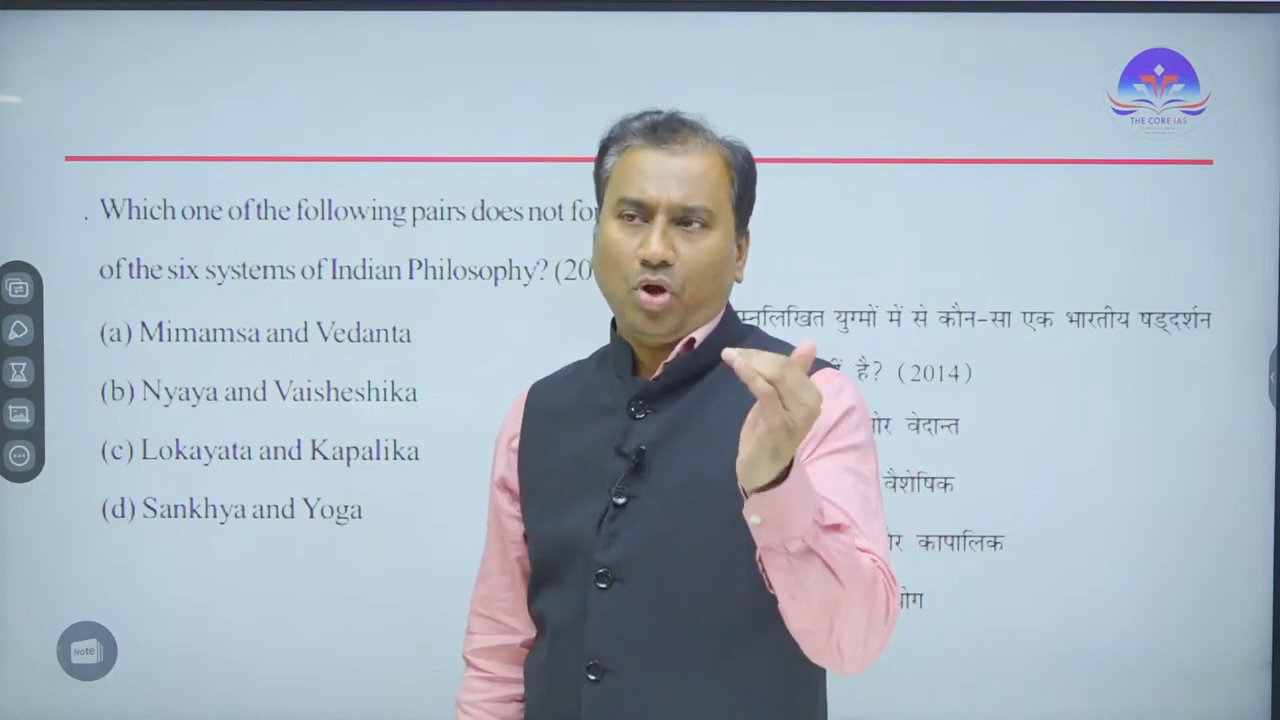 THE CORE IAS
. Which one of the following pairs does not
of the six systems of Indian Philosophy? (20
(a) Mimamsa and Vedanta
(b) Nyaya and Vaisheshika
(c) Lokayata and Kapalika
(d) Sankhya and Yoga
युग्मों में से कौन-सा एक भारतीय षड्दर्शन
है? (2014)
वेदान्त
वैशेषिक
कापालिक
Note